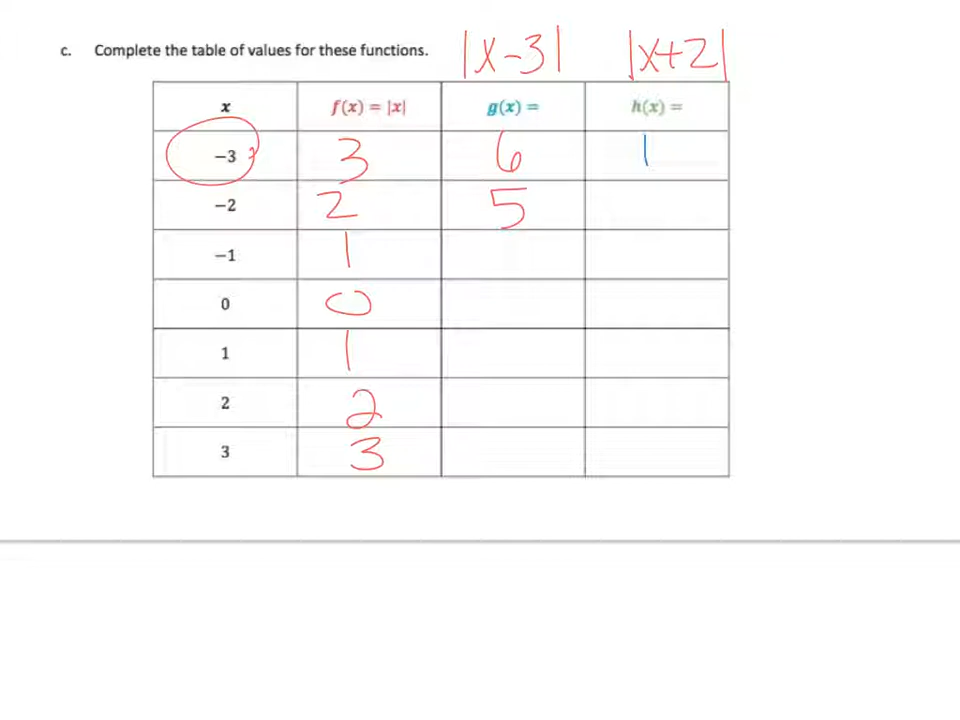 |x-3| |x+2|
c. Complete the table of values for these functions.
x f(x) = |x| g(x) = h(x) =
−3 3 6 1
−2 2 5
−1 1
0 0
1 1
2 2
3 3